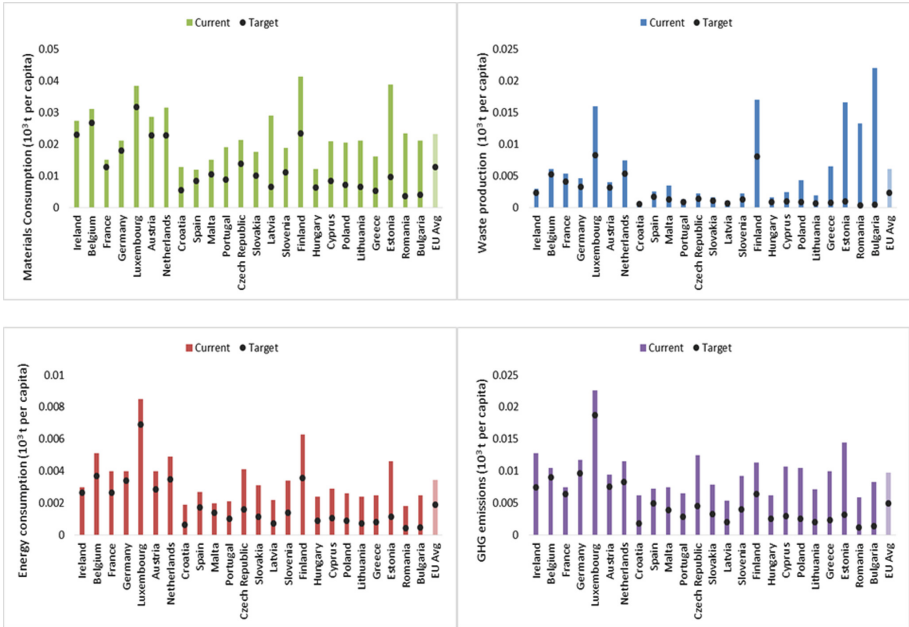 Current Target
Materials Consumption (10³ t per capita)
0.05
0.04
0.03
0.02
0.01
0
Ireland
Belgium
France
Germany
Luxembourg
Austria
Netherlands
Croatia
Spain
Malta
Portugal
Czech Republic
Slovakia
Latvia
Slovenia
Finland
Hungary
Cyprus
Poland
Lithuania
Greece
Estonia
Romania
Bulgaria
EU Avg
Current Target
Waste production (10³ t per capita)
0.025
0.02
0.015
0.01
0.005
0
Ireland
Belgium
France
Germany
Luxembourg
Austria
Netherlands
Croatia
Spain
Malta
Portugal
Czech Republic
Slovakia
Latvia
Slovenia
Finland
Hungary
Cyprus
Poland
Lithuania
Greece
Estonia
Romania
Bulgaria
EU Avg
Current Target
Energy consumption (10³ t per capita)
0.01
0.008
0.006
0.004
0.002
0
Ireland
Belgium
France
Germany
Luxembourg
Austria
Netherlands
Croatia
Spain
Malta
Portugal
Czech Republic
Slovakia
Latvia
Slovenia
Finland
Hungary
Cyprus
Poland
Lithuania
Greece
Estonia
Romania
Bulgaria
EU Avg
Current Target
GHG emissions (10³ t per capita)
0.025
0.02
0.015
0.01
0.005
0
Ireland
Belgium
France
Germany
Luxembourg
Austria
Netherlands
Croatia
Spain
Malta
Portugal
Czech Republic
Slovakia
Latvia
Slovenia
Finland
Hungary
Cyprus
Poland
Lithuania
Greece
Estonia
Romania
Bulgaria
EU Avg